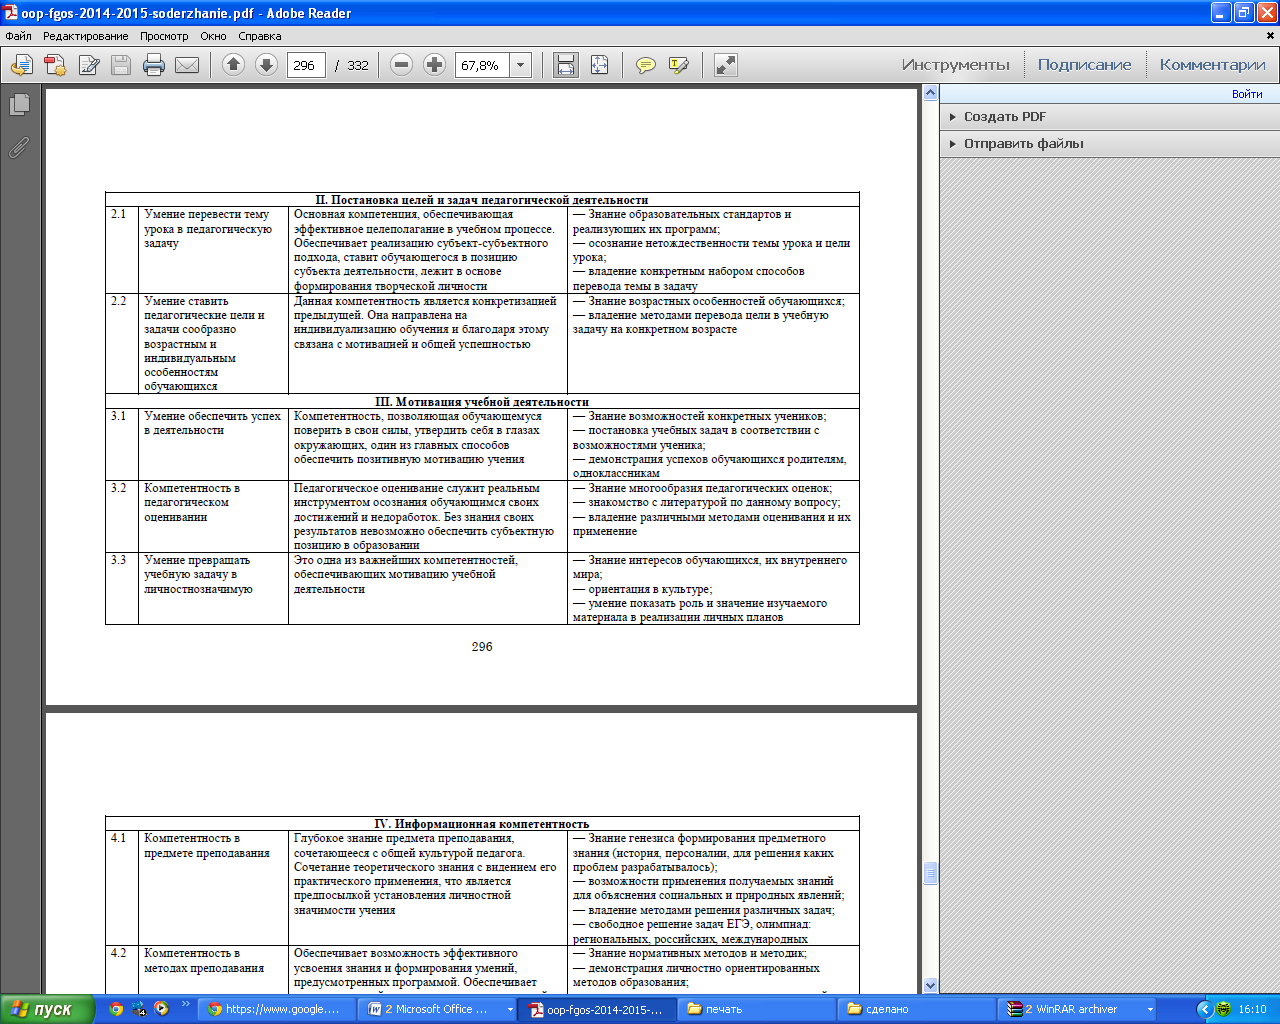 oop-fgos-2014-2015-soderzhanie.pdf - Adobe Reader
Файл Редактирование Просмотр Окно Справка
296 / 332 67,8% Инструменты Подписание Комментарии
Войти
Создать PDF
Отправить файлы
II. Постановка целей и задач педагогической деятельности
2.1
Умение перевести тему
урока в педагогическую
задачу
Основная компетенция, обеспечивающая
эффективное целеполагание в учебном процессе.
Обеспечивает реализацию субъект-субъектного
подхода, ставит обучающегося в позицию
субъекта деятельности, лежит в основе
формирования творческой личности
— Знание образовательных стандартов и
реализующих их программ;
— осознание нетождественности темы урока и цели
урока;
— владение конкретным набором способов
перевода темы в задачу
2.2
Умение ставить
педагогические цели и
задачи сообразно
возрастным и
индивидуальным
особенностям
обучающихся
Данная компетентность является конкретизацией
предыдущей. Она направлена на
индивидуализацию обучения и благодаря этому
связана с мотивацией и общей успешностью
— Знание возрастных особенностей обучающихся;
— владение методами перевода цели в учебную
задачу на конкретном возрасте
III. Мотивация учебной деятельности
3.1
Умение обеспечить успех
в деятельности
Компетентность, позволяющая обучающемуся
поверить в свои силы, утвердить себя в глазах
окружающих, один из главных способов
обеспечить позитивную мотивацию учения
— Знание возможностей конкретных учеников;
— постановка учебных задач в соответствии с
возможностями ученика;
— демонстрация успехов обучающихся родителям,
одноклассникам
3.2
Компетентность в
педагогическом
оценивании
Педагогическое оценивание служит реальным
инструментом осознания обучающимся своих
достижений и недоработок. Без знания своих
результатов невозможно обеспечить субъектную
позицию в образовании
— Знание многообразия педагогических оценок;
— знакомство с литературой по данному вопросу;
— владение различными методами оценивания и их
применение
3.3
Умение превращать
учебную задачу в
личностнозначимую
Это одна из важнейших компетентностей,
обеспечивающих мотивацию учебной
деятельности
— Знание интересов обучающихся, их внутреннего
мира;
— ориентация в культуре;
— умение показать роль и значение изучаемого
материала в реализации личных планов
296
IV. Информационная компетентность
4.1
Компетентность в
предмете преподавания
Глубокое знание предмета преподавания,
сочетающееся с общей культурой педагога.
Сочетание теоретического знания с видением его
практического применения, что является
предпосылкой установления личностной
значимости учения
— Знание генезиса формирования предметного
знания (история, персоналии, для решения каких
проблем разрабатывалось);
— возможности применения получаемых знаний
для объяснения социальных и природных явлений;
— владение методами решения различных задач;
— свободное решение задач ЕГЭ, олимпиад:
региональных, российских, международных
4.2
Компетентность в
методах преподавания
Обеспечивает возможность эффективного
усвоения знания и формирования умений,
предусмотренных программой. Обеспечивает
— Знание нормативных методов и методик;
— демонстрация личностно ориентированных
методов образования;
пуск
https://www.google....
2 Microsoft Office ...
oop-fgos-2014-2015-...
печать
сделано
2 WinRAR archiver
16:10